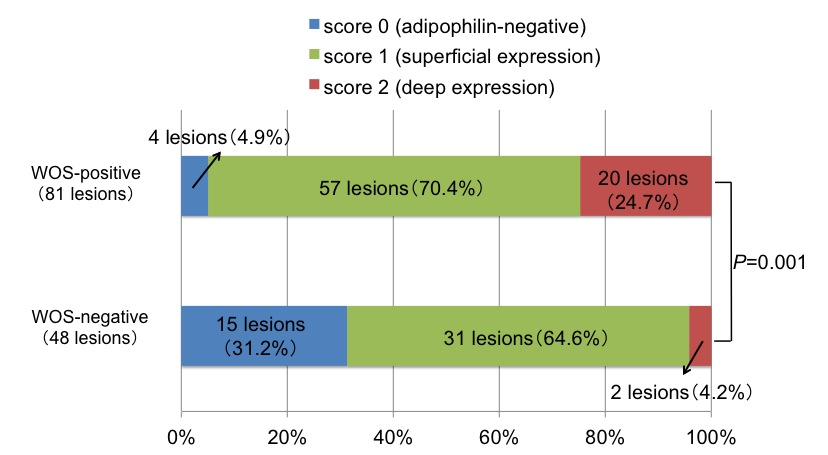 score 0 (adipophilin-negative)
score 1 (superficial expression)
score 2 (deep expression)
4 lesions（4.9%）
WOS-positive
（81 lesions）
57 lesions（70.4%）
20 lesions
（24.7%）
P=0.001
WOS-negative
（48 lesions）
15 lesions
（31.2%）
31 lesions（64.6%）
2 lesions（4.2%）
0% 20% 40% 60% 80% 100%